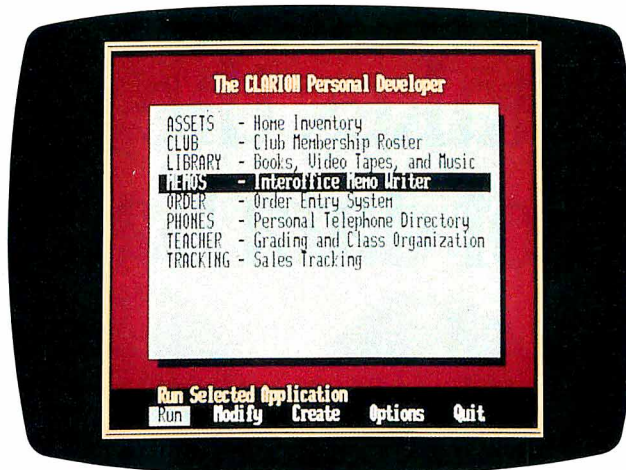 The CLARION Personal Developer
ASSETS - Home Inventory
CLUB - Club Membership Roster
LIBRARY - Books, Video Tapes, and Music
MEMOS - Interoffice Memo Writer
ORDER - Order Entry System
PHONES - Personal Telephone Directory
TEACHER - Grading and Class Organization
TRACKING - Sales Tracking
Run Selected Application
Run Modify Create Options Quit